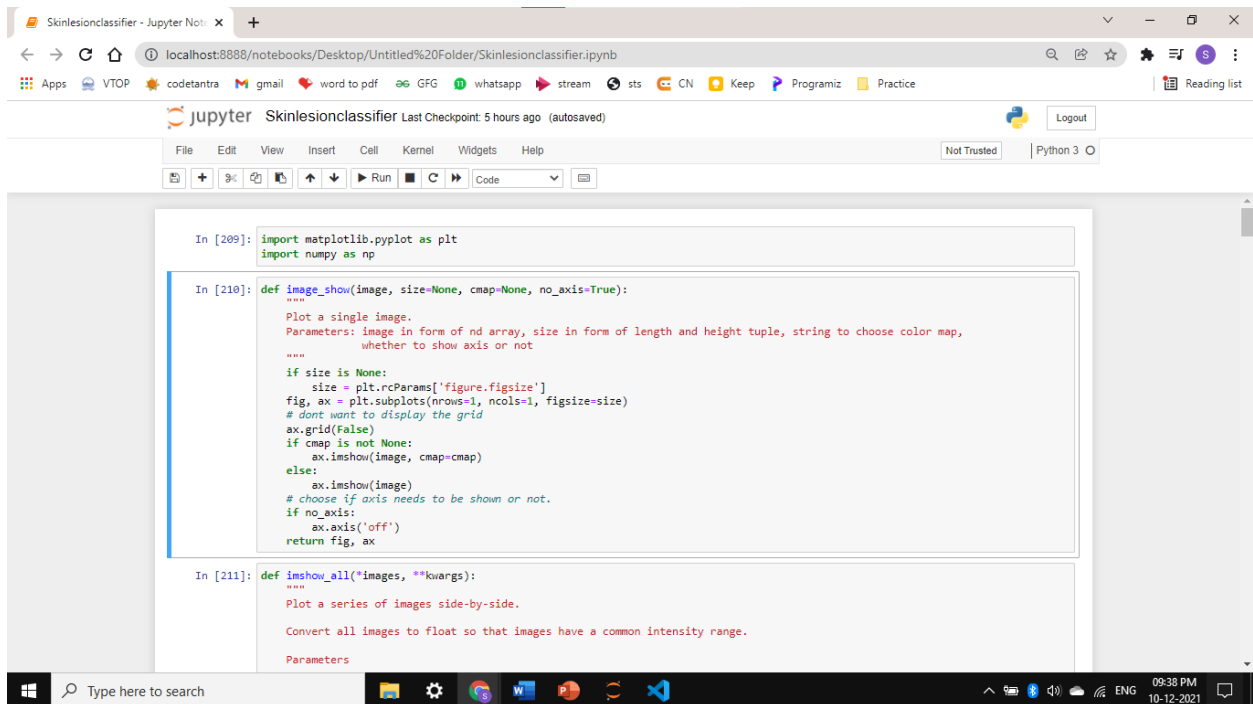 Skinlesionclassifier - Jupyter Note
localhost:8888/notebooks/Desktop/Untitled%20Folder/Skinlesionclassifier.ipynb
S
Apps VTOP codetantra gmail word to pdf GFG whatsapp stream sts CN Keep Programiz Practice Reading list
jupyter Skinlesionclassifier Last Checkpoint: 5 hours ago (autosaved)
Logout
File Edit View Insert Cell Kernel Widgets Help Not Trusted Python 3
Run Code
In [209]: import matplotlib.pyplot as plt
import numpy as np
In [210]: def image_show(image, size=None, cmap=None, no_axis=True):
"""
Plot a single image.
Parameters: image in form of nd array, size in form of length and height tuple, string to choose color map,
whether to show axis or not
"""
if size is None:
size = plt.rcParams['figure.figsize']
fig, ax = plt.subplots(nrows=1, ncols=1, figsize=size)
# dont want to display the grid
ax.grid(False)
if cmap is not None:
ax.imshow(image, cmap=cmap)
else:
ax.imshow(image)
# choose if axis needs to be shown or not.
if no_axis:
ax.axis('off')
return fig, ax
In [211]: def imshow_all(*images, **kwargs):
"""
Plot a series of images side-by-side.
Convert all images to float so that images have a common intensity range.
Parameters
Type here to search
ENG
09:38 PM
10-12-2021